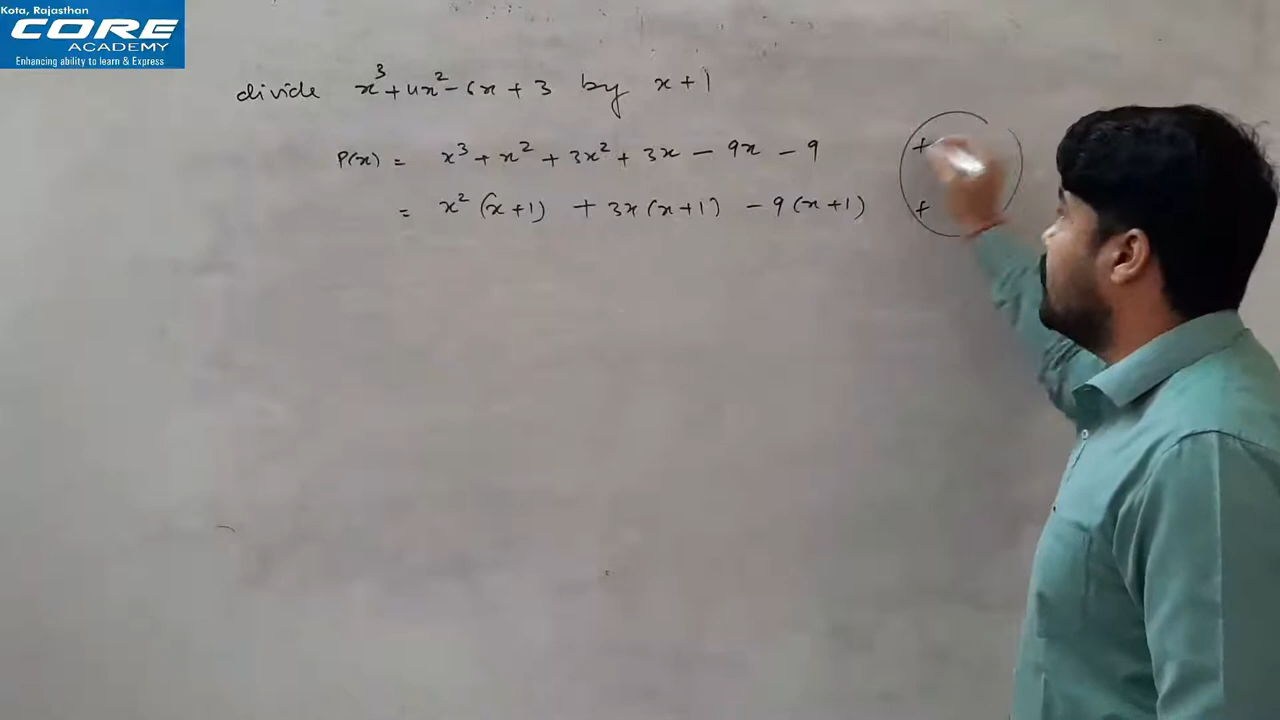 Kota, Rajasthan
CORE
ACADEMY
Enhancing ability to learn & Express
divide x³ + 4x² - 6x + 3 by x + 1
P(x) = x³ + x² + 3x² + 3x - 9x - 9 +
= x² (x+1) + 3x (x+1) - 9 (x+1) +